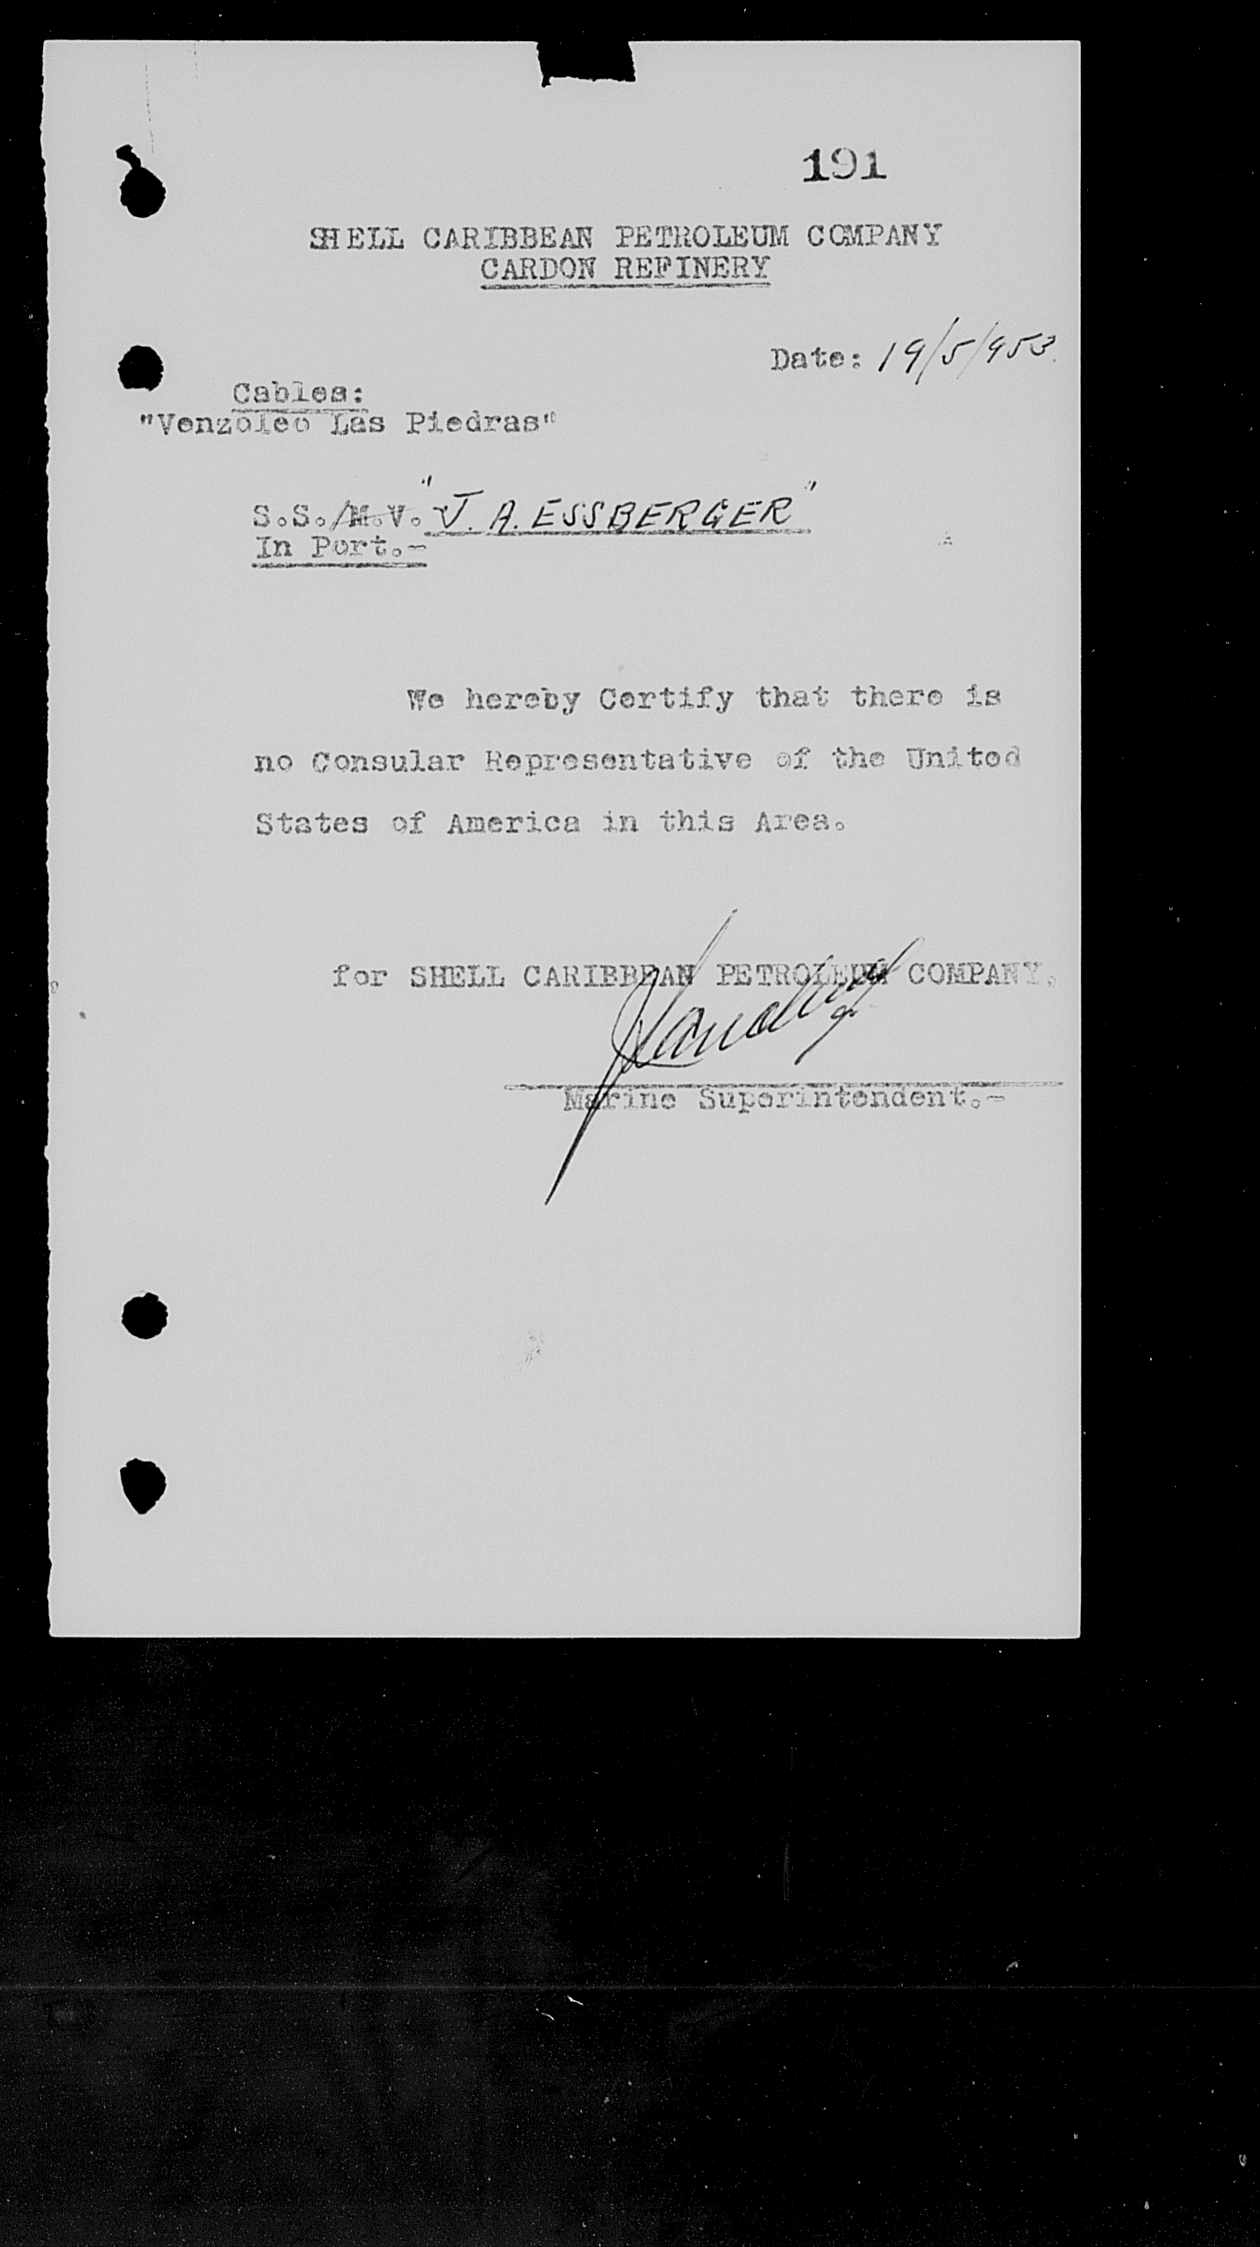 191
SHELL CARIBBEAN PETROLEUM COMPANY
CARDON REFINERY
Date: 19/5/953
Cables:
"Venzoleo Las Piedras"
S.S./M.V. "J. A. ESSBERGER"
In Port.-
We hereby Certify that there is
no Consular Representative of the United
States of America in this Area.
for SHELL CARIBBEAN PETROLEUM COMPANY,
Marine Superintendent.-